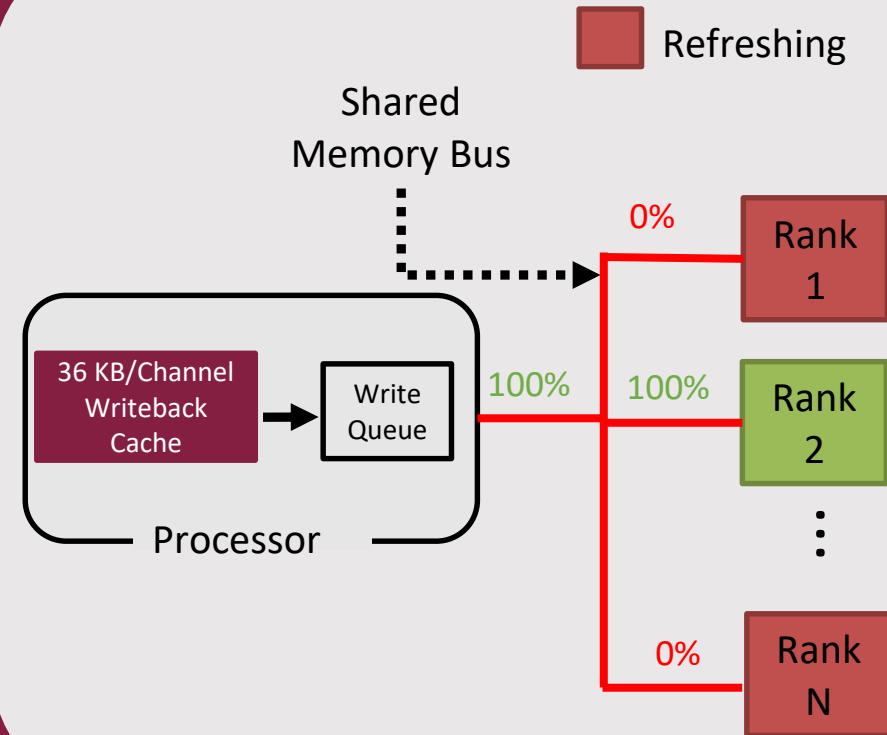 Refreshing
Shared
Memory Bus
0%
Rank
1
36 KB/Channel
Writeback
Cache
Write
Queue
100%
100%
Rank
2
Processor
0%
Rank
N